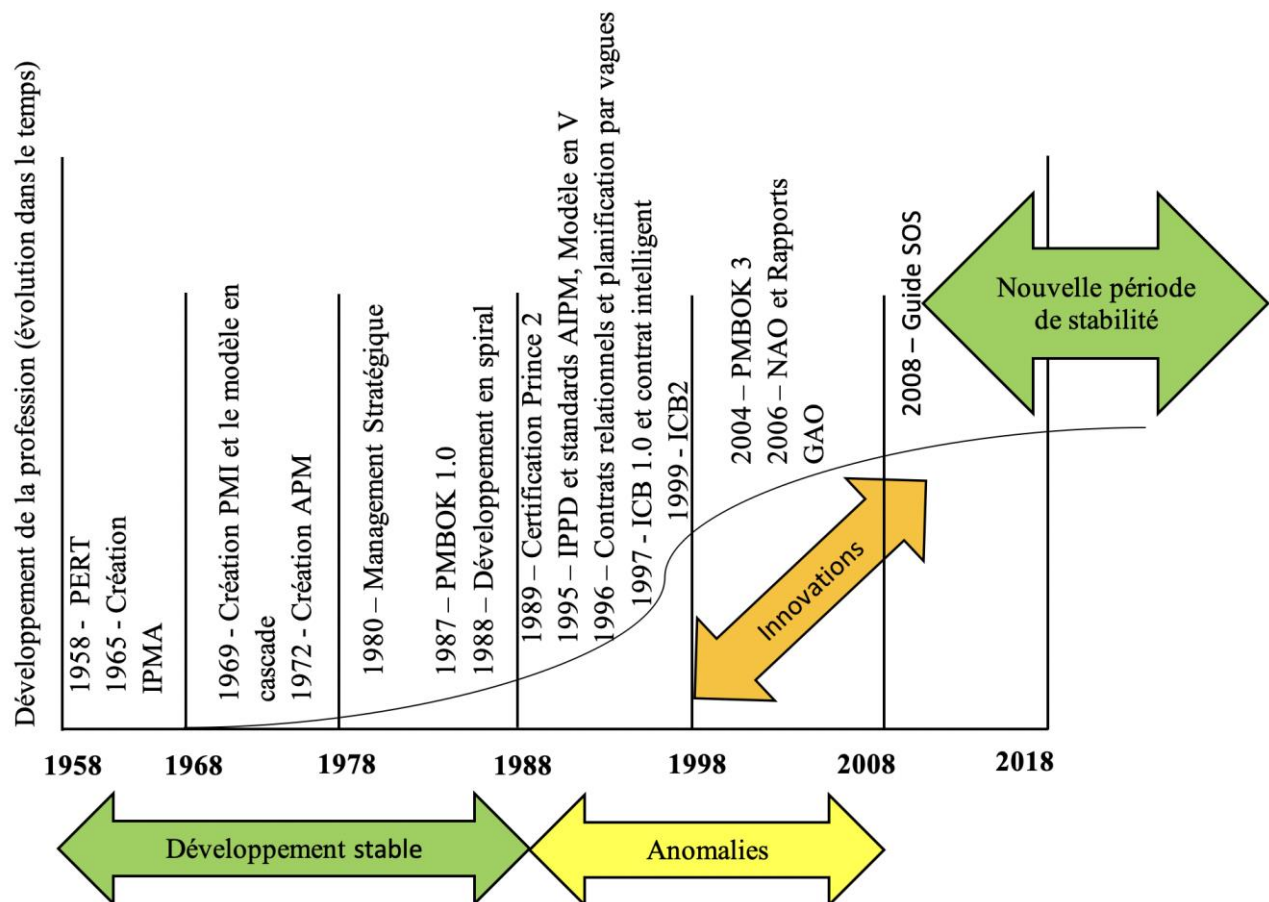 Développement de la profession (évolution dans le temps)
1958 - PERT
1965 - Création
IPMA
1969 - Création PMI et le modèle en
cascade
1972 - Création APM
1980 – Management Stratégique
1987 – PMBOK 1.0
1988 – Développement en spiral
1989 – Certification Prince 2
1995 – IPPD et standards AIPM, Modèle en V
1996 – Contrats relationnels et planification par vagues
1997 - ICB 1.0 et contrat intelligent
1999 - ICB2
2004 – PMBOK 3
2006 – NAO et Rapports
GAO
2008 – Guide SOS
Nouvelle période
de stabilité
Innovations
1958
1968
1978
1988
1998
2008
2018
Développement stable
Anomalies